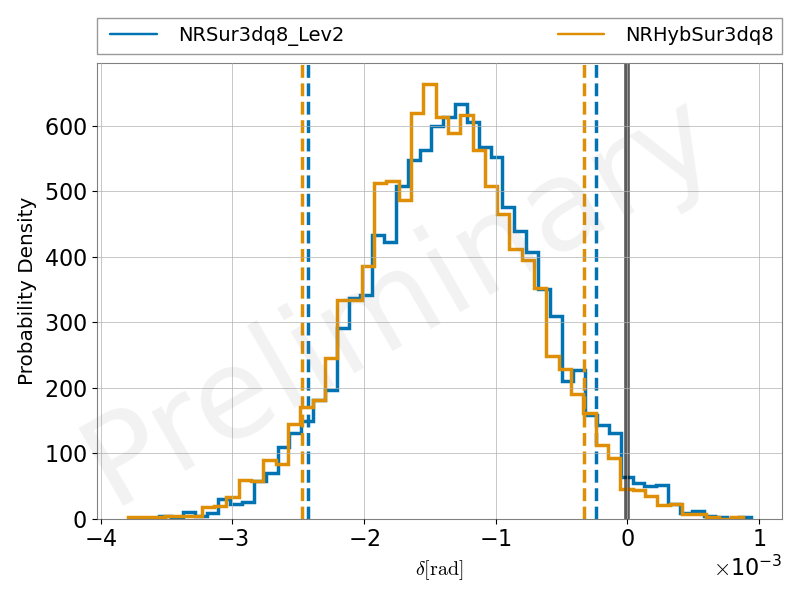 NRSur3dq8_Lev2 NRHybSur3dq8
600
500
400
300
200
100
0
Probability Density
Preliminary
−4 −3 −2 −1 0 1
×10⁻³
δ[rad]